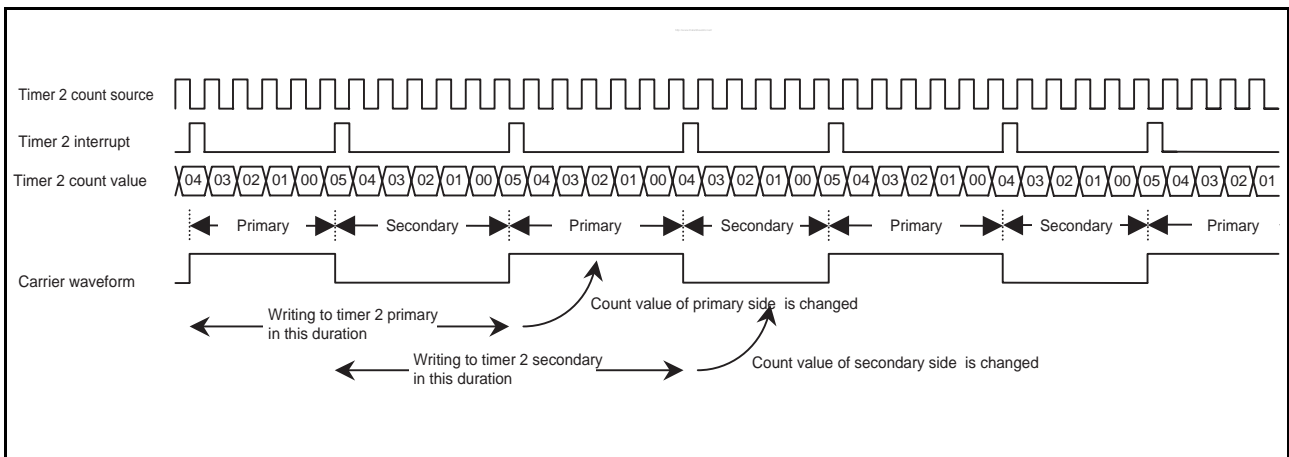 Timer 2 count source
Timer 2 interrupt
Timer 2 count value 04 03 02 01 00 05 04 03 02 01 00 05 04 03 02 01 00 04 03 02 01 00 05 04 03 02 01 00 04 03 02 01 00 05 04 03 02 01
Primary Secondary Primary Secondary Primary Secondary Primary
Carrier waveform
Count value of primary side is changed
Writing to timer 2 primary
in this duration
Writing to timer 2 secondary
in this duration
Count value of secondary side is changed